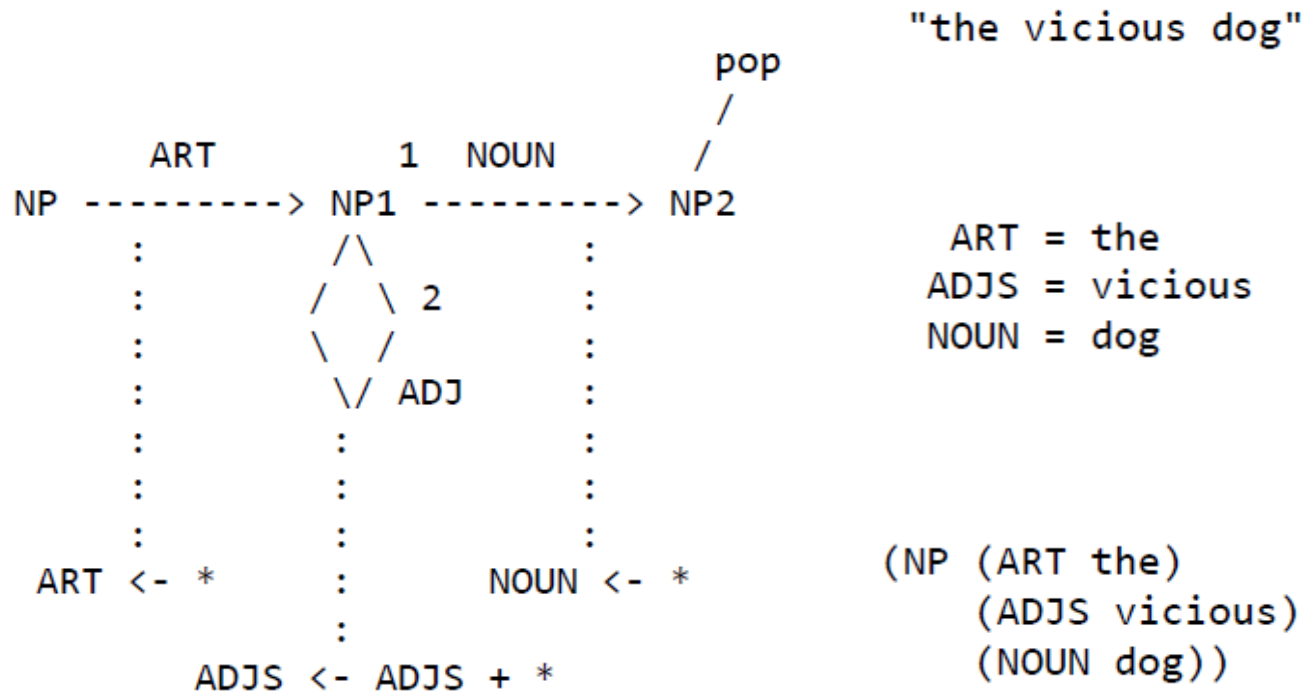 "the vicious dog"
pop
/
ART 1 NOUN /
NP ---------> NP1 ---------> NP2
: /\ :
ART = the
: / \ 2 :
ADJS = vicious
: \ / :
NOUN = dog
: \/ ADJ :
: : :
: : :
: : :
ART <- * : NOUN <- *
(NP (ART the)
:
(ADJS vicious)
ADJS <- ADJS + *
(NOUN dog))